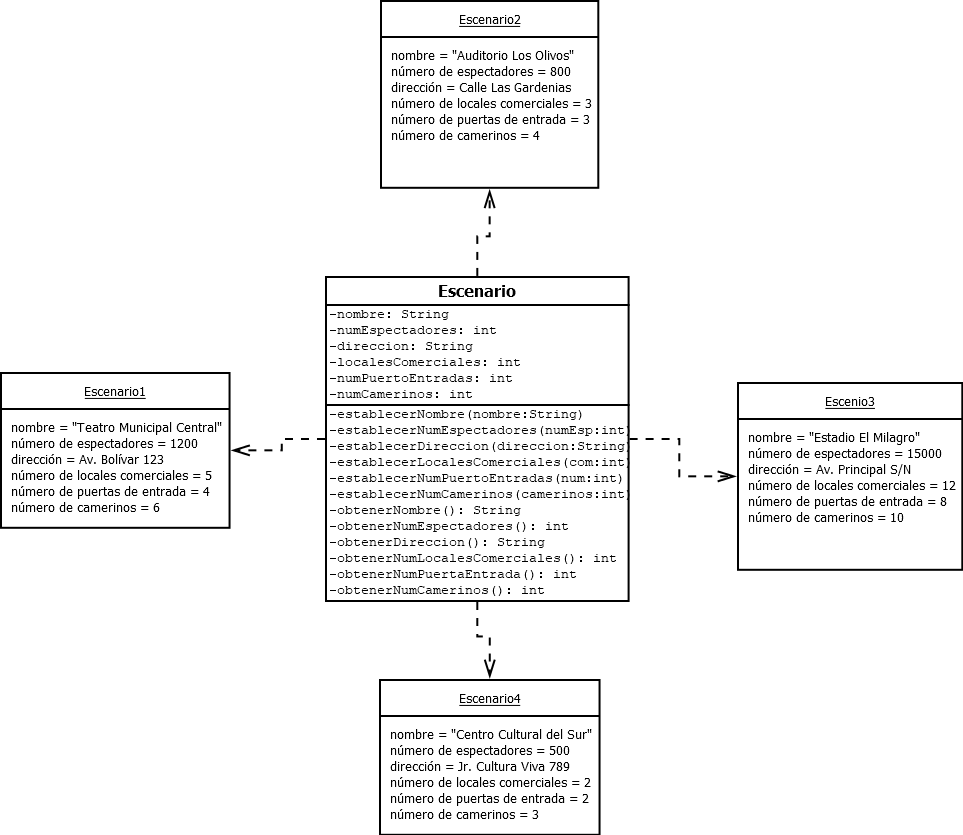 Escenario2
nombre = "Auditorio Los Olivos"
número de espectadores = 800
dirección = Calle Las Gardenias
número de locales comerciales = 3
número de puertas de entrada = 3
número de camerinos = 4
Escenario
-nombre: String
-numEspectadores: int
-direccion: String
-localesComerciales: int
-numPuertoEntradas: int
-numCamerinos: int
-establecerNombre(nombre:String)
-establecerNumEspectadores(numEsp:int)
-establecerDireccion(direccion:String)
-establecerLocalesComerciales(com:int)
-establecerNumPuertoEntradas(num:int)
-establecerNumCamerinos(camerinos:int)
-obtenerNombre(): String
-obtenerNumEspectadores(): int
-obtenerDireccion(): String
-obtenerNumLocalesComerciales(): int
-obtenerNumPuertaEntrada(): int
-obtenerNumCamerinos(): int
Escenario1
nombre = "Teatro Municipal Central"
número de espectadores = 1200
dirección = Av. Bolívar 123
número de locales comerciales = 5
número de puertas de entrada = 4
número de camerinos = 6
Escenio3
nombre = "Estadio El Milagro"
número de espectadores = 15000
dirección = Av. Principal S/N
número de locales comerciales = 12
número de puertas de entrada = 8
número de camerinos = 10
Escenario4
nombre = "Centro Cultural del Sur"
número de espectadores = 500
dirección = Jr. Cultura Viva 789
número de locales comerciales = 2
número de puertas de entrada = 2
número de camerinos = 3